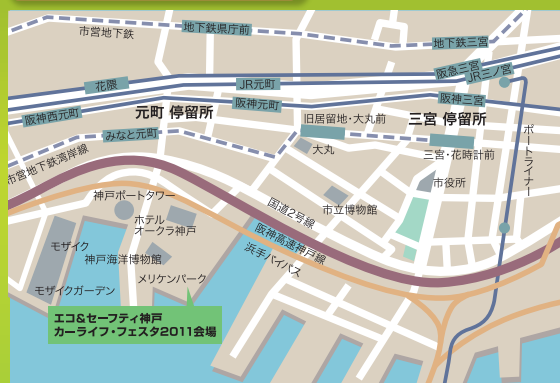 市営地下鉄
地下鉄県庁前
地下鉄三宮
阪急三宮
JR三ノ宮
花隈
JR元町
阪神西元町
元町 停留所
阪神元町
阪神三宮
旧居留地・大丸前
三宮 停留所
みなと元町
大丸
三宮・花時計前
ポートライナー
市営地下鉄湾岸線
市役所
神戸ポートタワー
国道2号線
市立博物館
ホテル
オークラ神戸
阪神高速神戸線
浜手バイパス
モザイク
神戸海洋博物館
メリケンパーク
モザイクガーデン
エコ&セーフティ神戸
カーライフ・フェスタ2011会場